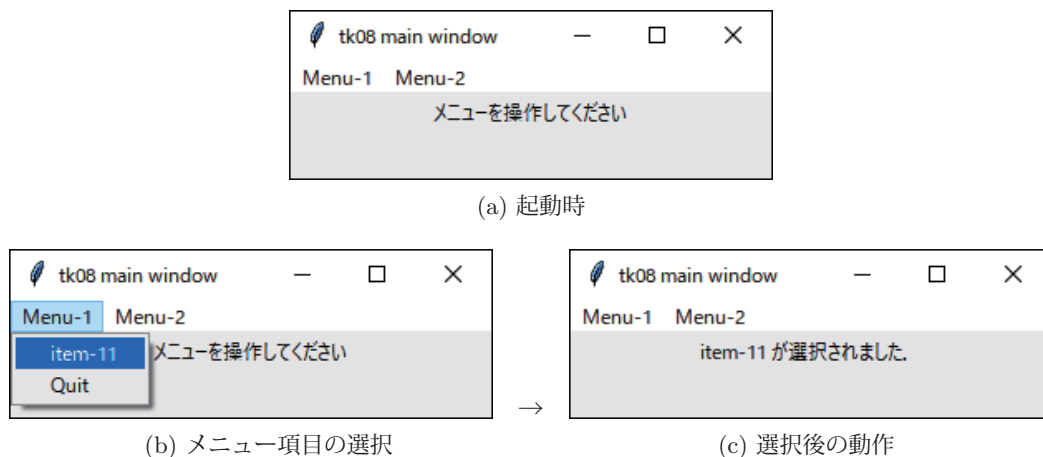 tk08 main window
Menu-1 Menu-2
メニューを操作してください
(a) 起動時
tk08 main window
Menu-1 Menu-2
item-11
メニューを操作してください
Quit
(b) メニュー項目の選択
→
tk08 main window
Menu-1 Menu-2
item-11 が選択されました.
(c) 選択後の動作